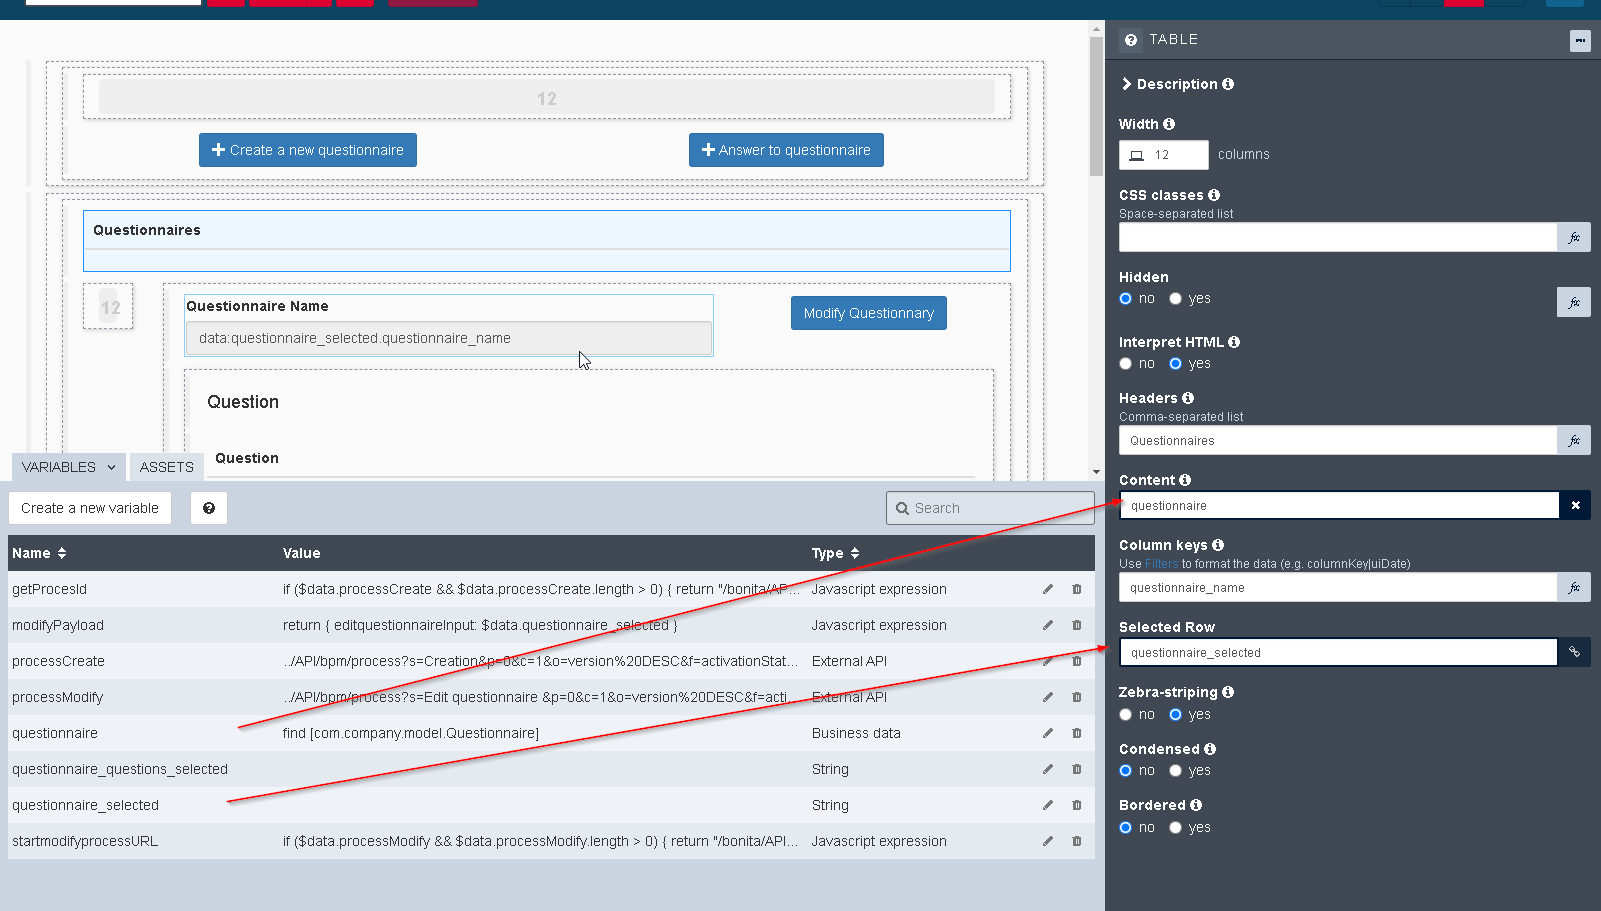 12
Create a new questionnaire
Answer to questionnaire
Questionnaires
12
Questionnaire Name
data:questionnaire_selected.questionnaire_name
Modify Questionnary
Question
Question
VARIABLES
ASSETS
Create a new variable
?
Search
Name
Value
Type
getProcesId
if ($data.processCreate && $data.processCreate.length > 0) { return "/bonita/AP...
Javascript expression
modifyPayload
return { editquestionnaireInput: $data.questionnaire_selected }
Javascript expression
processCreate
../API/bpm/process?s=Creation&p=0&c=1&o=version%20DESC&f=activationStat...
External API
processModify
../API/bpm/process?s=Edit questionnaire &p=0&c=1&o=version%20DESC&f=acti...
External API
questionnaire
find [com.company.model.Questionnaire]
Business data
questionnaire_questions_selected
String
questionnaire_selected
String
startmodifyprocessURL
if ($data.processModify && $data.processModify.length > 0) { return "/bonita/API...
Javascript expression
? TABLE
Description
Width
12 columns
CSS classes
Space-separated list
fx
Hidden
no yes
fx
Interpret HTML
no yes
Headers
Comma-separated list
Questionnaires
fx
Content
questionnaire
Column keys
Use Filters to format the data (e.g. columnKey|uiDate)
questionnaire_name
fx
Selected Row
questionnaire_selected
Zebra-striping
no yes
Condensed
no yes
Bordered
no yes